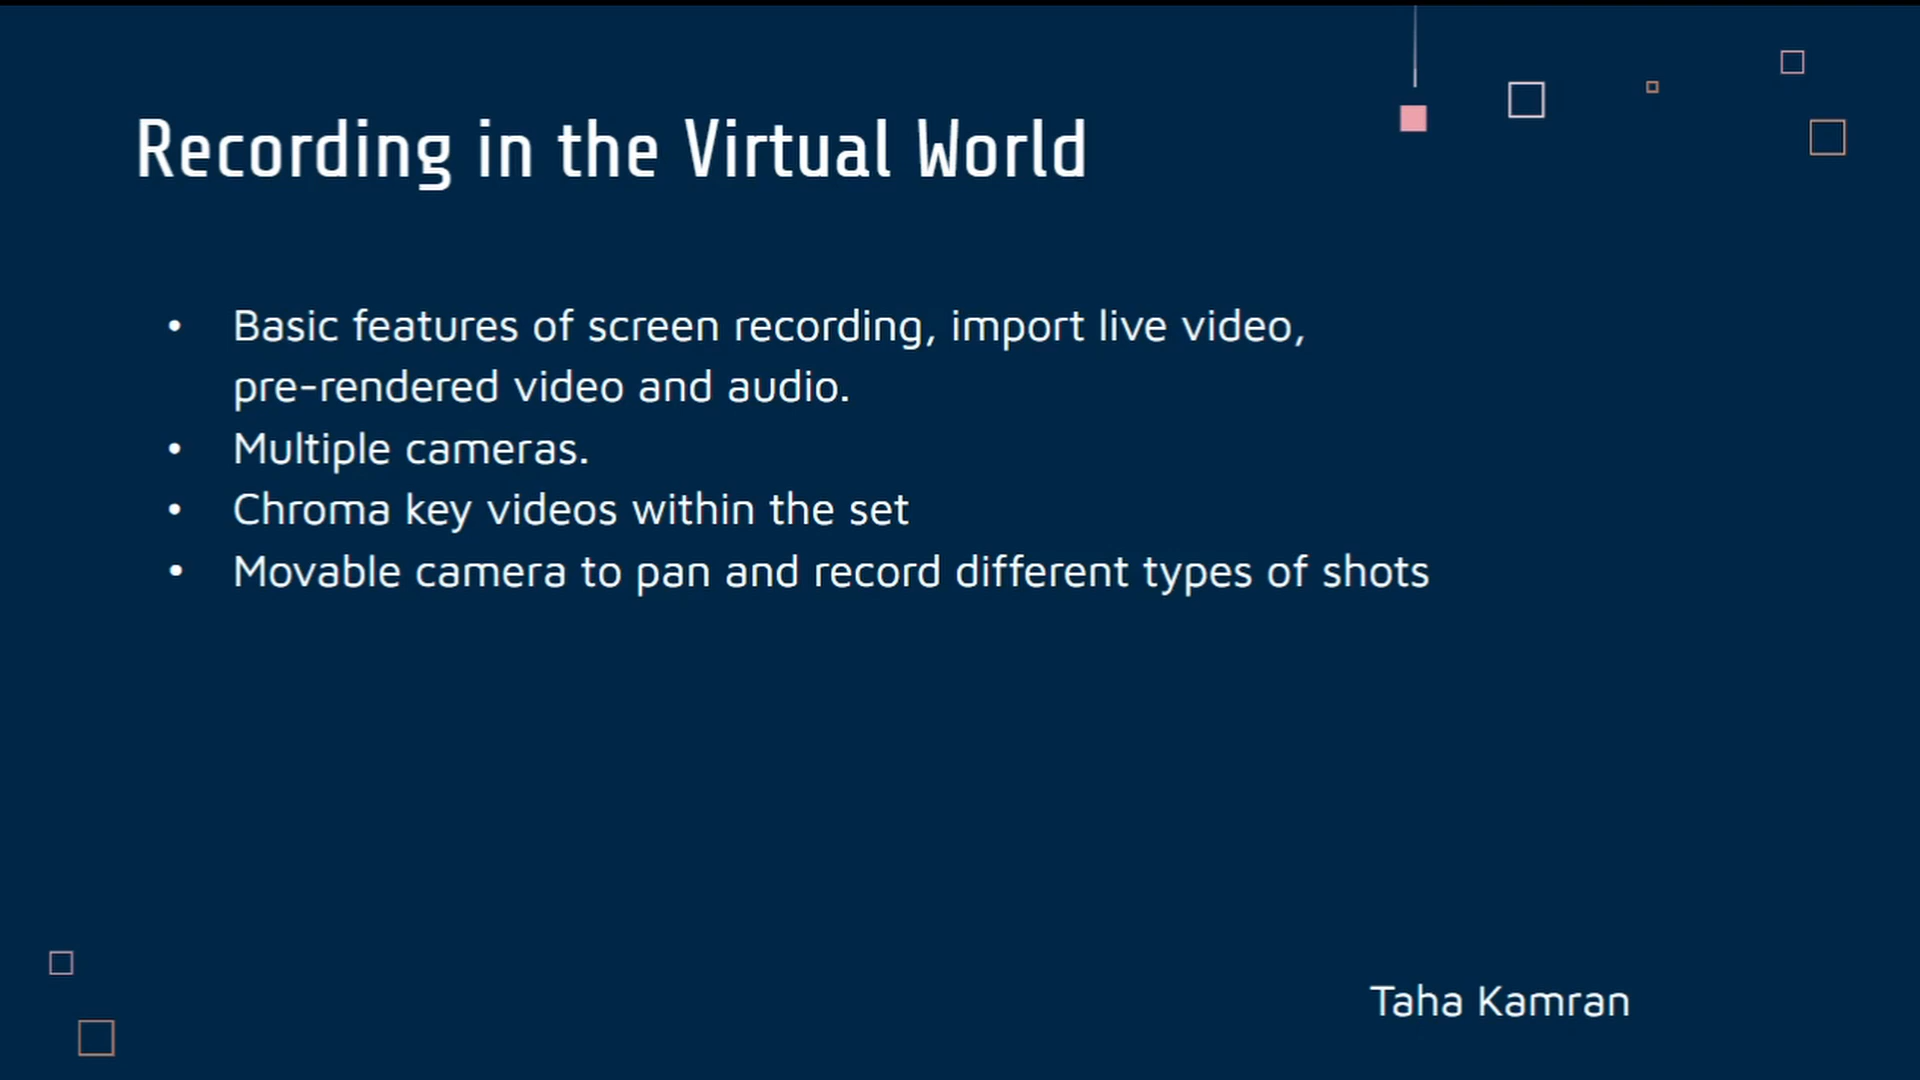 Recording in the Virtual World
• Basic features of screen recording, import live video,
pre-rendered video and audio.
• Multiple cameras.
• Chroma key videos within the set
• Movable camera to pan and record different types of shots
Taha Kamran